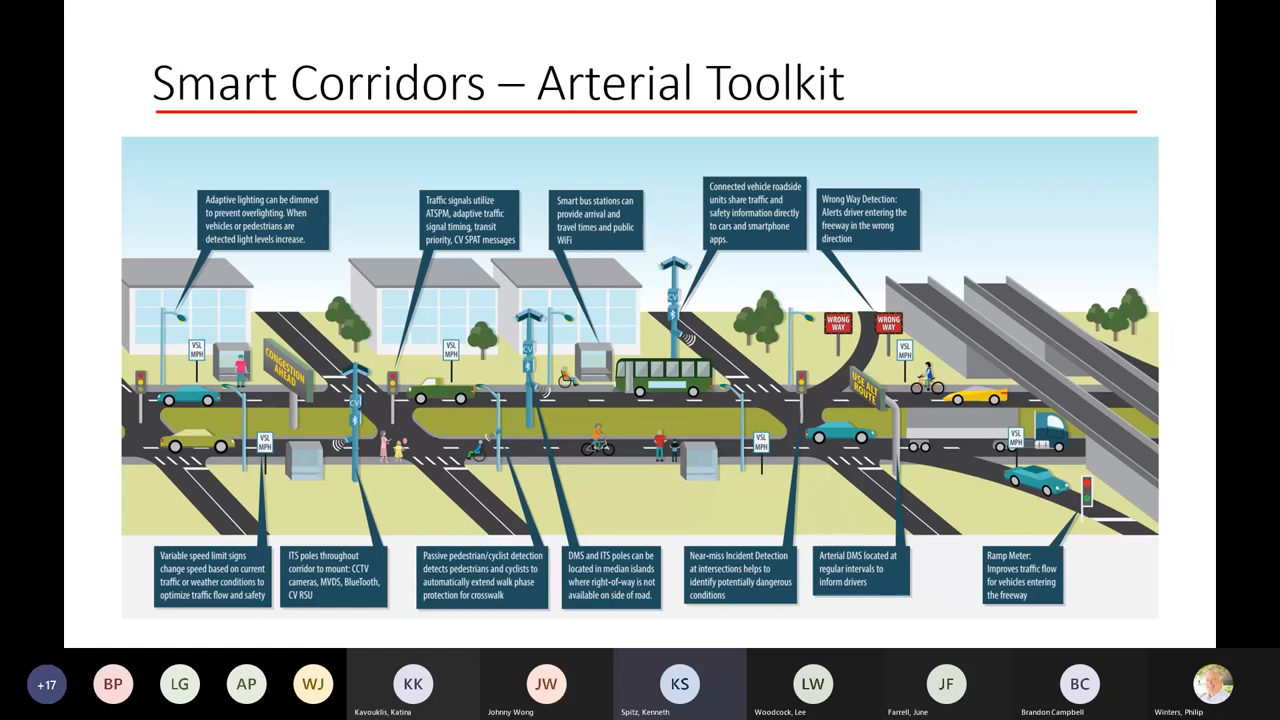 Smart Corridors – Arterial Toolkit
Adaptive lighting can be dimmed
to prevent overlighting. When
vehicles or pedestrians are
detected light levels increase.
Traffic signals utilize
ATSPM, adaptive traffic
signal timing, transit
priority, CV SPAT messages
Smart bus stations can
provide arrival and
travel times and public
WiFi
Connected vehicle roadside
units share traffic and
safety information directly
to cars and smartphone
apps.
Wrong Way Detection:
Alerts driver entering the
freeway in the wrong
direction
CV
WRONG
WAY
WRONG
WAY
VSL
MPH
VSL
MPH
VSL
MPH
CONGESTION
AHEAD
CV
USE ALT
ROUTE
CV
VSL
MPH
VSL
MPH
VSL
MPH
Variable speed limit signs
change speed based on current
traffic or weather conditions to
optimize traffic flow and safety
ITS poles throughout
corridor to mount: CCTV
cameras, MVDS, BlueTooth,
CV RSU
Passive pedestrian/cyclist detection
detects pedestrians and cyclists to
automatically extend walk phase
protection for crosswalk
DMS and ITS poles can be
located in median islands
where right-of-way is not
available on side of road.
Near-miss Incident Detection
at intersections helps to
identify potentially dangerous
conditions
Arterial DMS located at
regular intervals to
inform drivers
Ramp Meter:
Improves traffic flow
for vehicles entering
the freeway
+17
BP
LG
AP
WJ
KK
JW
KS
LW
JF
BC
Kavouklis, Katina
Johnny Wong
Spitz, Kenneth
Woodcock, Lee
Farrell, June
Brandon Campbell
Winters, Philip